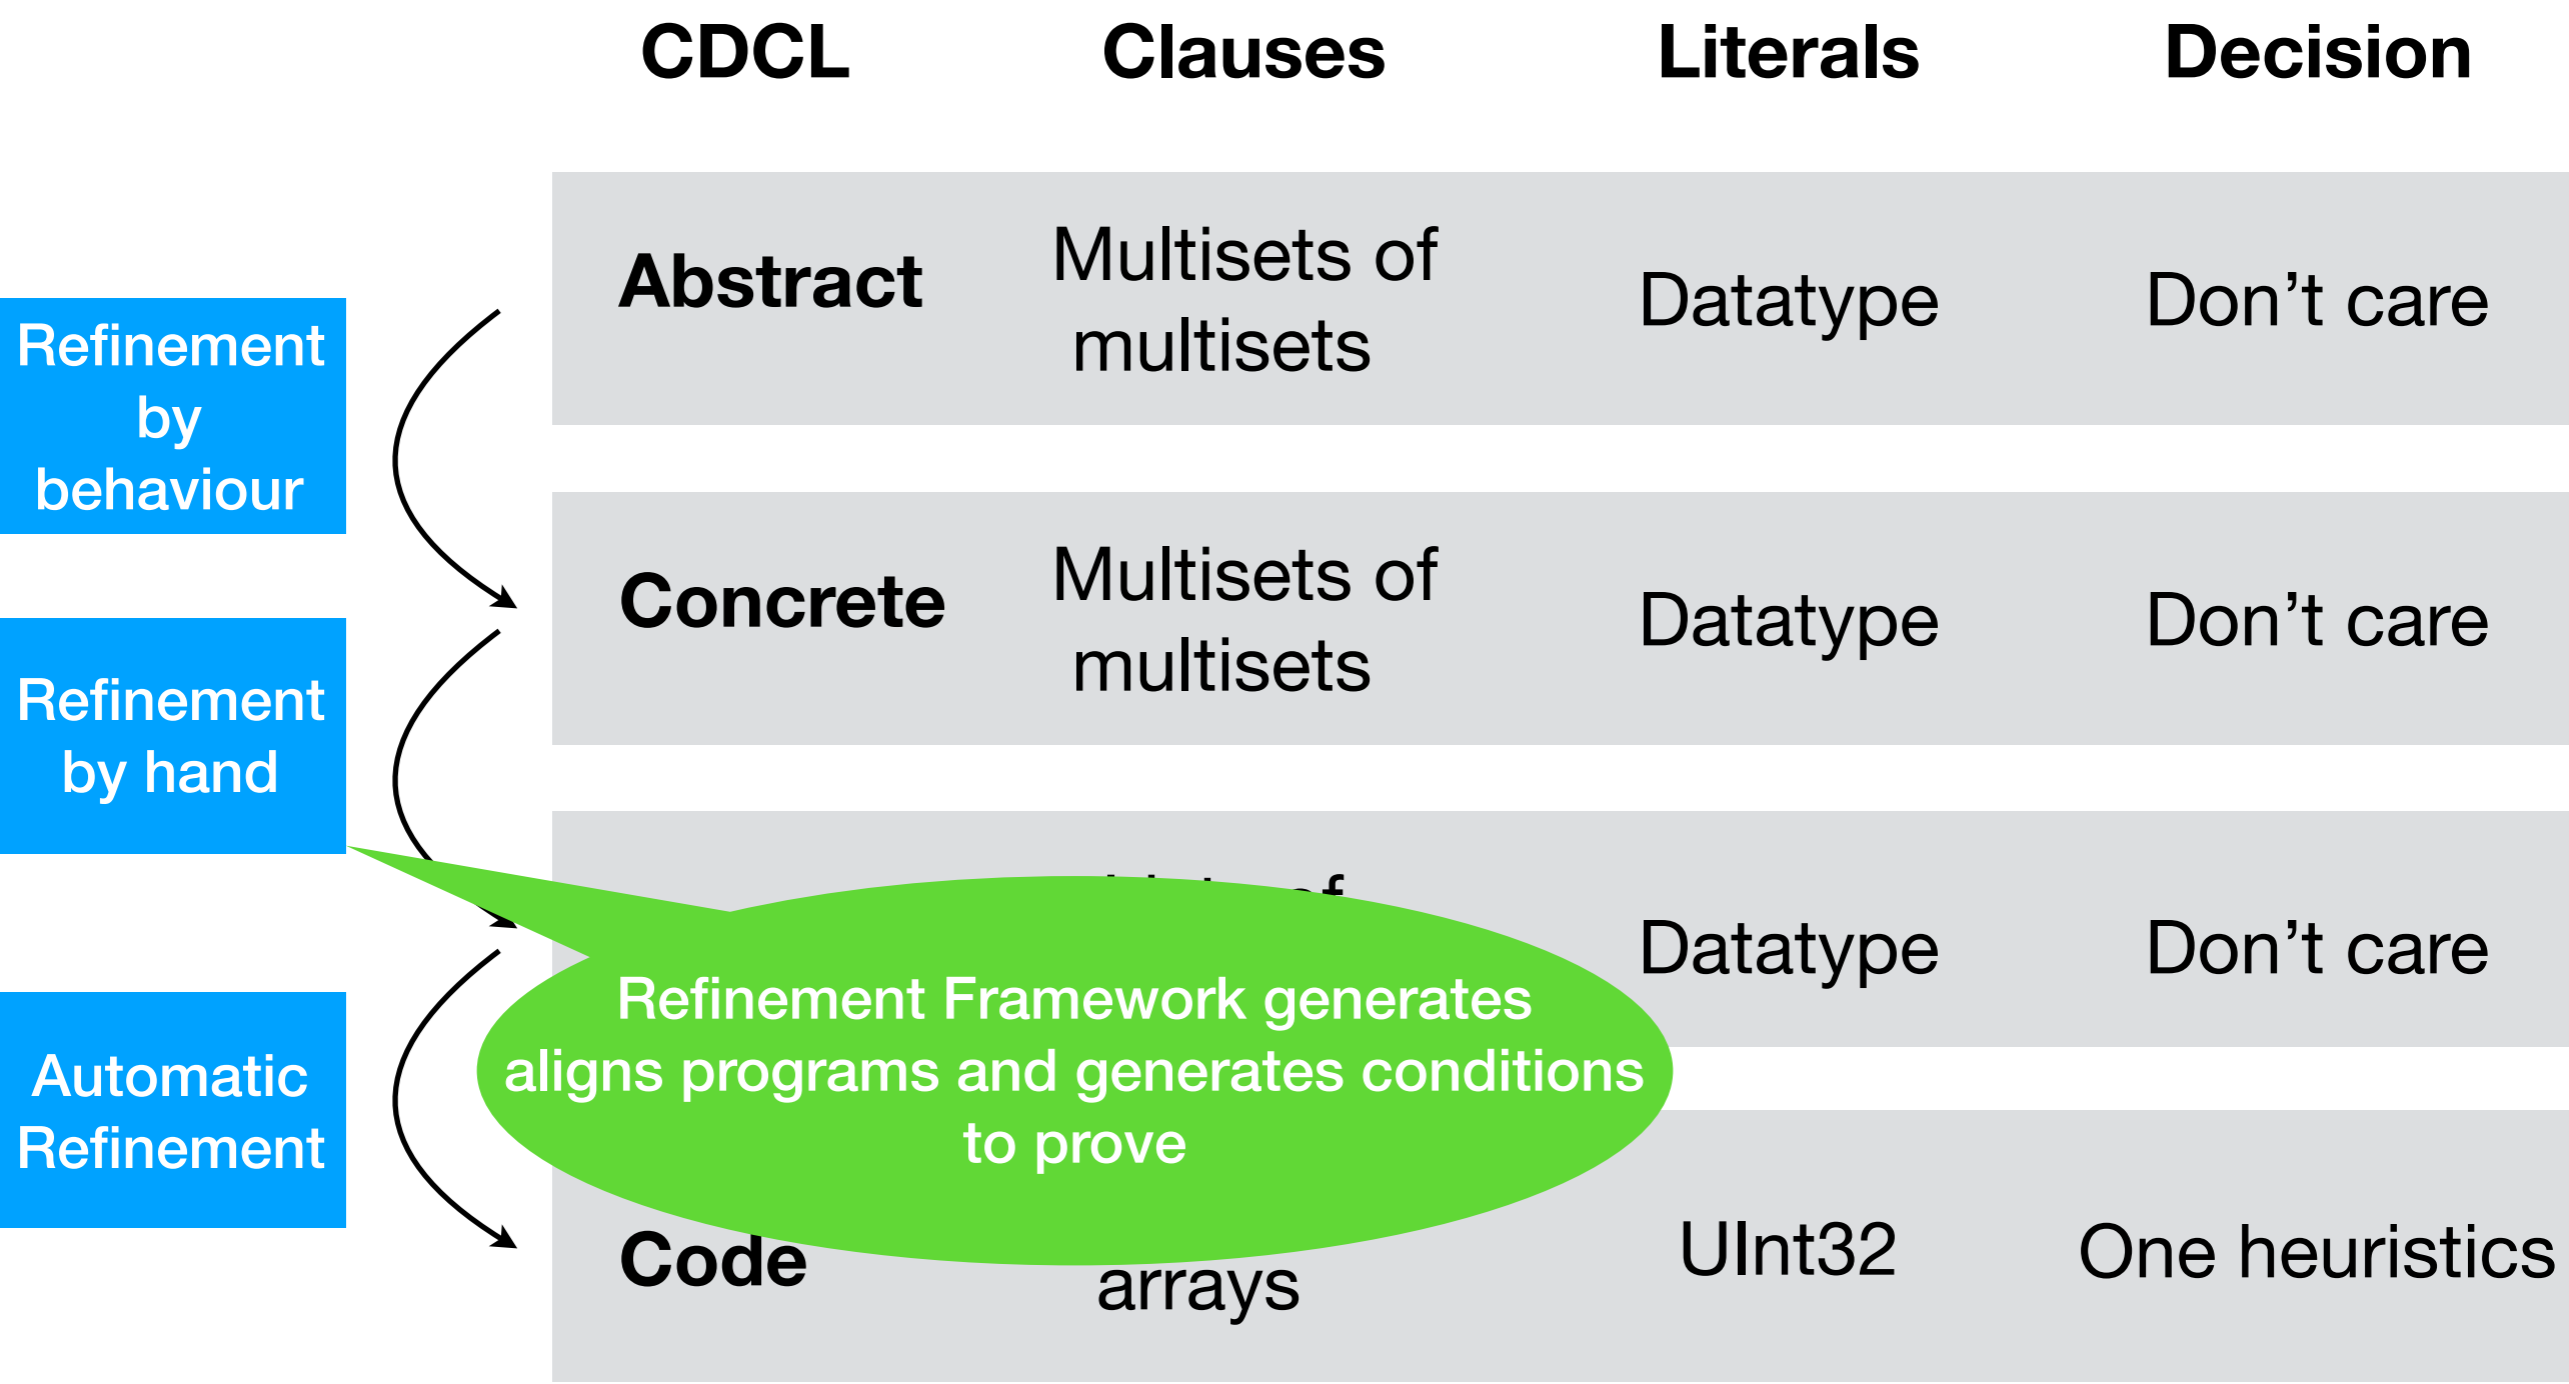 CDCL Clauses Literals Decision
Refinement
by
behaviour
Abstract
Multisets of
multisets
Datatype
Don't care
Refinement
by hand
Concrete
Multisets of
multisets
Datatype
Don't care
of
Datatype
Don't care
Refinement Framework generates
aligns programs and generates conditions
to prove
Automatic
Refinement
Code
arrays
UInt32
One heuristics